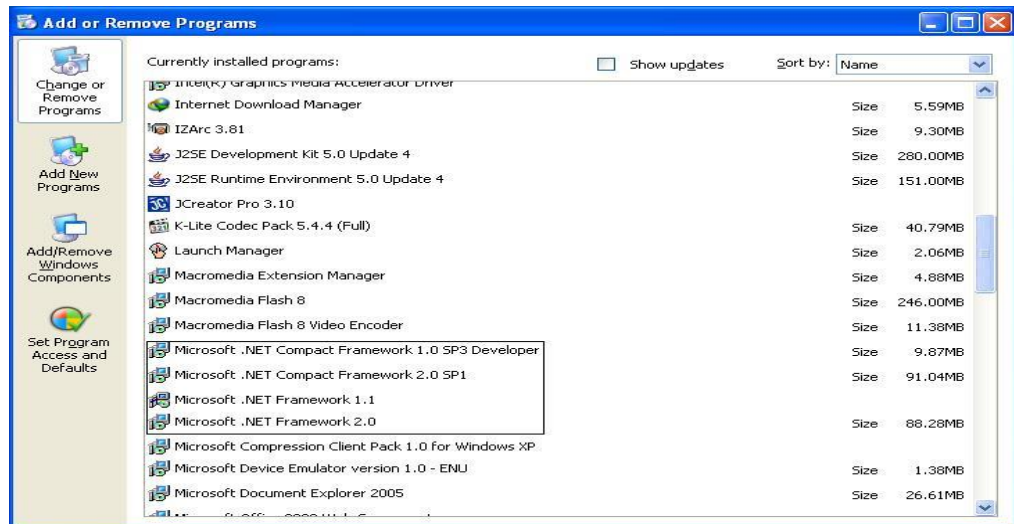 Add or Remove Programs
Change or
Remove
Programs
Add New
Programs
Add/Remove
Windows
Components
Set Program
Access and
Defaults
Currently installed programs:
Show updates
Sort by: Name
Intel(R) Graphics Media Accelerator Driver
Internet Download Manager Size 5.59MB
IZArc 3.81 Size 9.30MB
J2SE Development Kit 5.0 Update 4 Size 280.00MB
J2SE Runtime Environment 5.0 Update 4 Size 151.00MB
JCreator Pro 3.10
K-Lite Codec Pack 5.4.4 (Full) Size 40.79MB
Launch Manager Size 2.06MB
Macromedia Extension Manager Size 4.88MB
Macromedia Flash 8 Size 246.00MB
Macromedia Flash 8 Video Encoder Size 11.38MB
Microsoft .NET Compact Framework 1.0 SP3 Developer Size 9.87MB
Microsoft .NET Compact Framework 2.0 SP1 Size 91.04MB
Microsoft .NET Framework 1.1
Microsoft .NET Framework 2.0 Size 88.28MB
Microsoft Compression Client Pack 1.0 for Windows XP
Microsoft Device Emulator version 1.0 - ENU Size 1.38MB
Microsoft Document Explorer 2005 Size 26.61MB